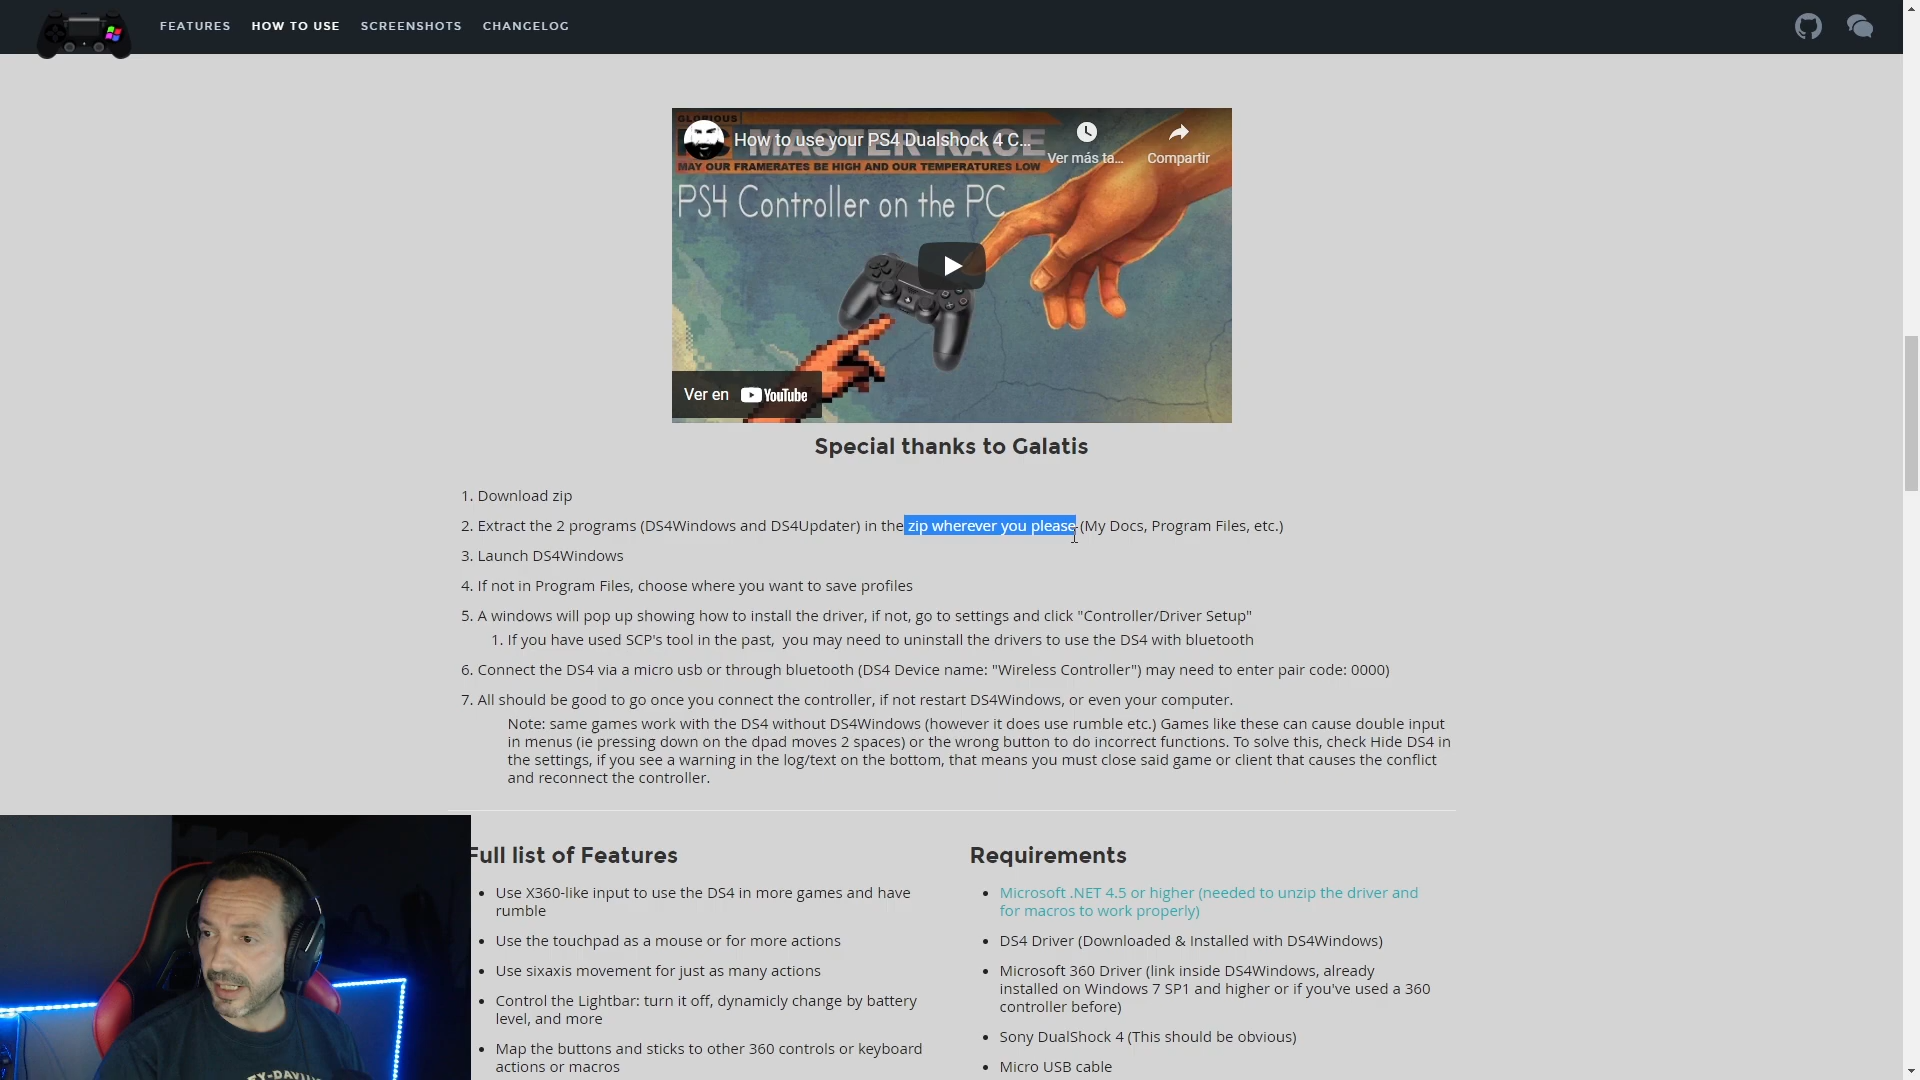 FEATURES HOW TO USE SCREENSHOTS CHANGELOG
GLORIOUS
MASTER RACE
How to use your PS4 Dualshock 4 C...
Ver más ta...
Compartir
MAY OUR FRAMERATES BE HIGH AND OUR TEMPERATURES LOW
PS4 Controller on the PC
Ver en YouTube
Special thanks to Galatis
1. Download zip
2. Extract the 2 programs (DS4Windows and DS4Updater) in the zip wherever you please (My Docs, Program Files, etc.)
3. Launch DS4Windows
4. If not in Program Files, choose where you want to save profiles
5. A windows will pop up showing how to install the driver, if not, go to settings and click "Controller/Driver Setup"
1. If you have used SCP's tool in the past, you may need to uninstall the drivers to use the DS4 with bluetooth
6. Connect the DS4 via a micro usb or through bluetooth (DS4 Device name: "Wireless Controller") may need to enter pair code: 0000)
7. All should be good to go once you connect the controller, if not restart DS4Windows, or even your computer.
Note: same games work with the DS4 without DS4Windows (however it does use rumble etc.) Games like these can cause double input
in menus (ie pressing down on the dpad moves 2 spaces) or the wrong button to do incorrect functions. To solve this, check Hide DS4 in
the settings, if you see a warning in the log/text on the bottom, that means you must close said game or client that causes the conflict
and reconnect the controller.
Full list of Features
• Use X360-like input to use the DS4 in more games and have
rumble
• Use the touchpad as a mouse or for more actions
• Use sixaxis movement for just as many actions
• Control the Lightbar: turn it off, dynamicly change by battery
level, and more
• Map the buttons and sticks to other 360 controls or keyboard
actions or macros
Requirements
• Microsoft .NET 4.5 or higher (needed to unzip the driver and
for macros to work properly)
• DS4 Driver (Downloaded & Installed with DS4Windows)
• Microsoft 360 Driver (link inside DS4Windows, already
installed on Windows 7 SP1 and higher or if you've used a 360
controller before)
• Sony DualShock 4 (This should be obvious)
• Micro USB cable